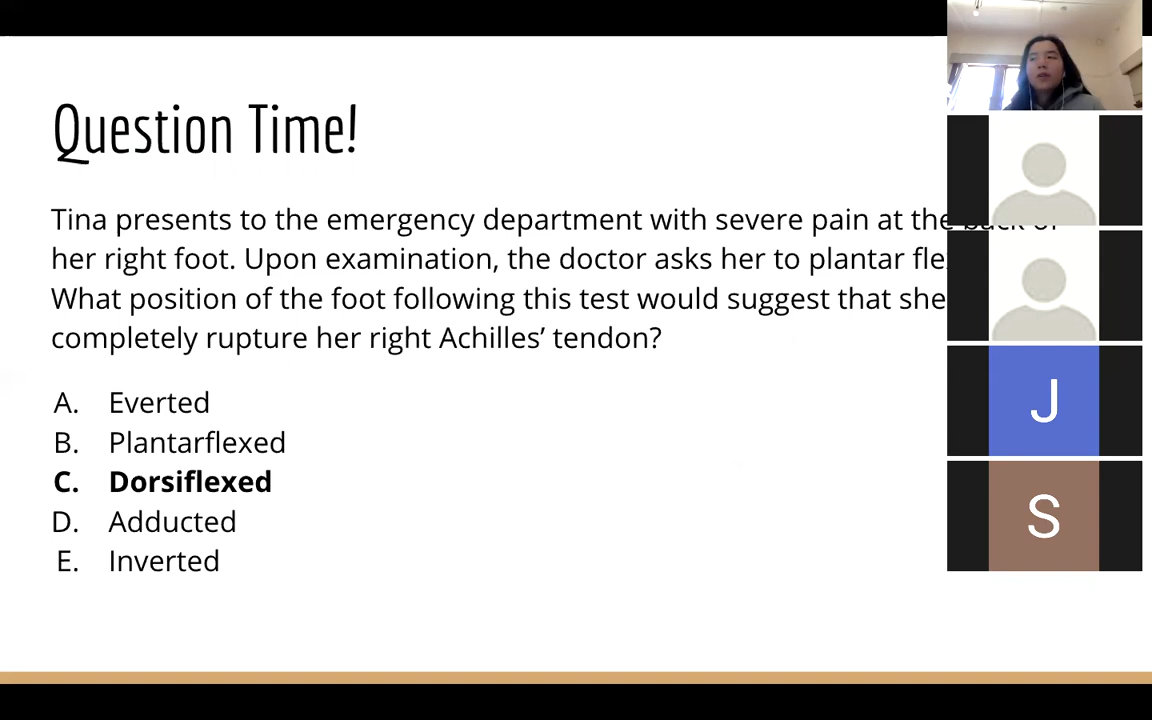 Question Time!
Tina presents to the emergency department with severe pain at the back of
her right foot. Upon examination, the doctor asks her to plantar
What position of the foot following this test would suggest that she
completely rupture her right Achilles’ tendon?
A. Everted
B. Plantarflexed
C. Dorsiflexed
D. Adducted
E. Inverted
J
S